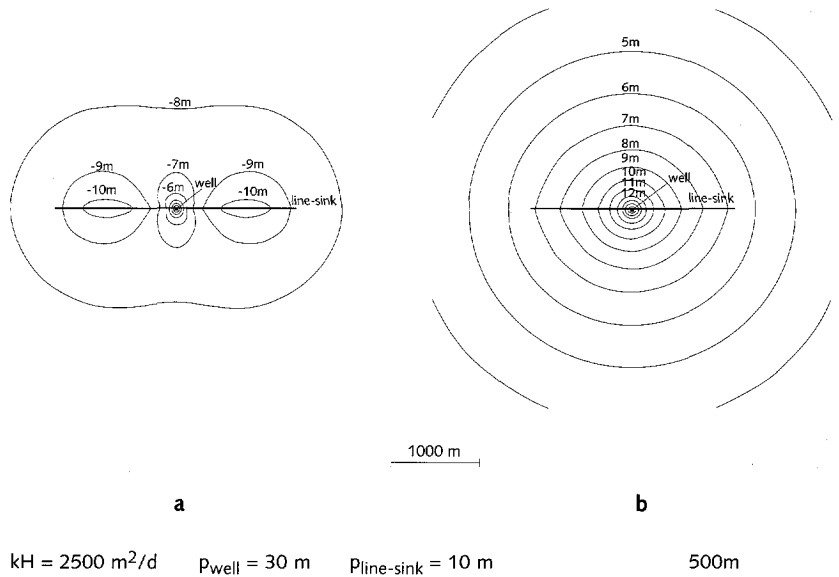 -8m
-9m
-7m
-9m
-10m
-6m
well
-10m
line-sink
5m
6m
7m
8m
9m
10m
11m
12m
well
line-sink
1000 m
a
b
kH = 2500 m²/d p_well = 30 m p_line-sink = 10 m 500m